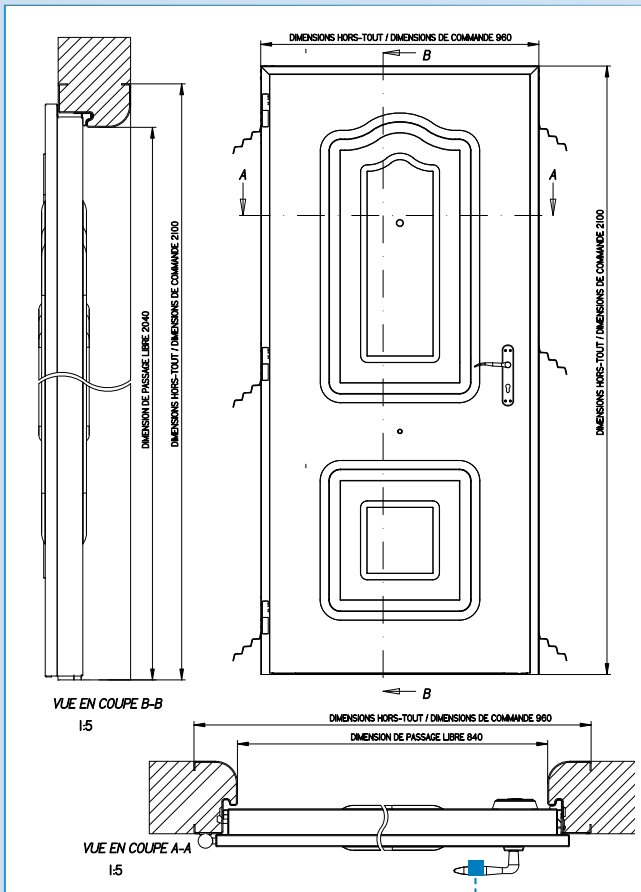 DIMENSIONS HORS-TOUT / DIMENSIONS DE COMMANDE 960
B
A
A
DIMENSION DE PASSAGE LIBRE 2040
DIMENSIONS HORS-TOUT / DIMENSIONS DE COMMANDE 2100
DIMENSIONS HORS-TOUT / DIMENSIONS DE COMMANDE 2100
B
VUE EN COUPE B-B
1:5
DIMENSIONS HORS-TOUT / DIMENSIONS DE COMMANDE 960
DIMENSION DE PASSAGE LIBRE 840
VUE EN COUPE A-A
1:5